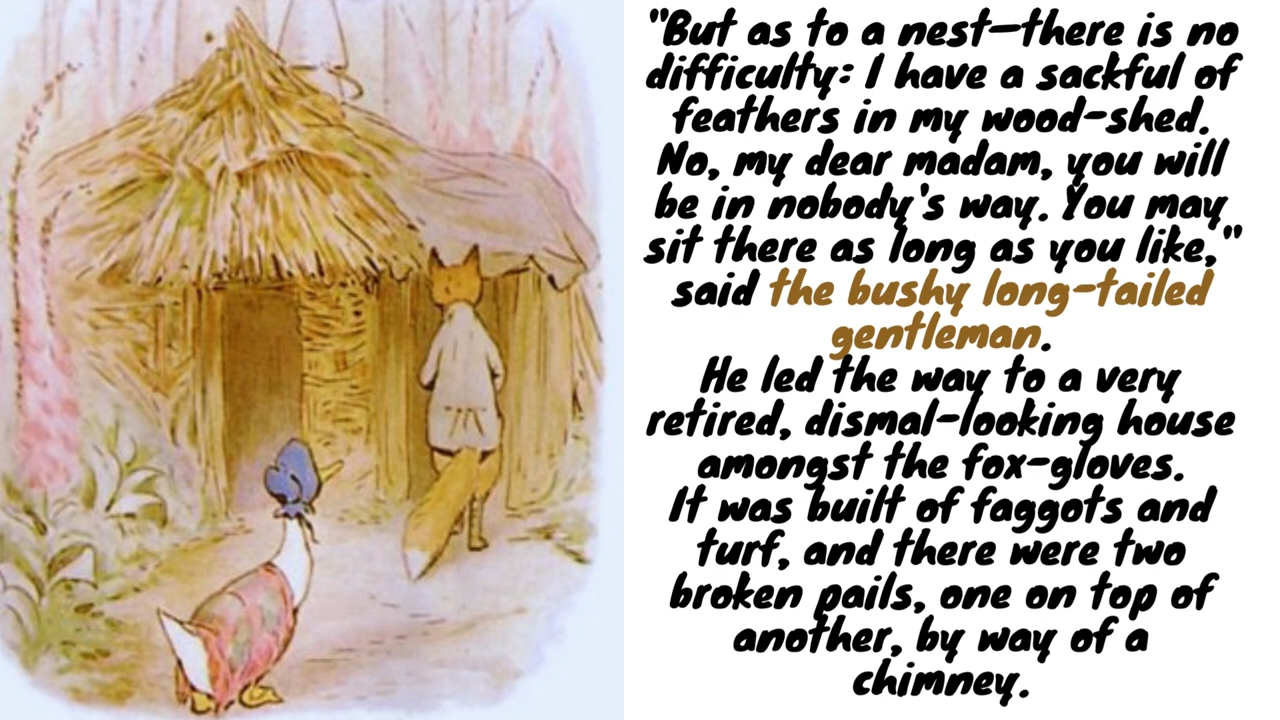 "But as to a nest—there is no
difficulty: I have a sackful of
feathers in my wood-shed.
No, my dear madam, you will
be in nobody's way. You may
sit there as long as you like,"
said the bushy long-tailed
gentleman.
He led the way to a very
retired, dismal-looking house
amongst the fox-gloves.
It was built of faggots and
turf, and there were two
broken pails, one on top of
another, by way of a
chimney.